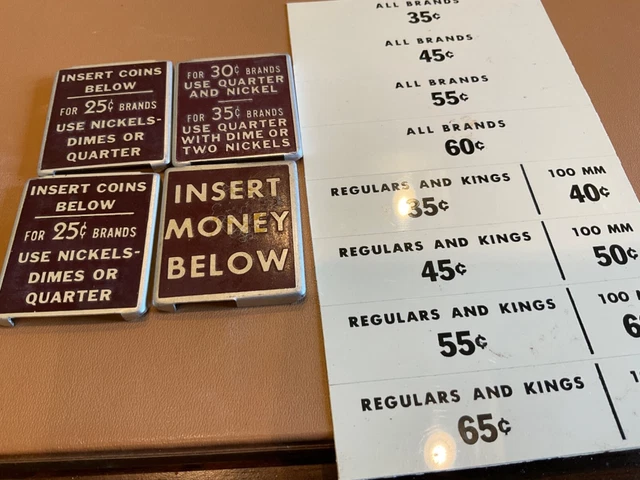 INSERT COINS
BELOW
FOR 25¢ BRANDS
USE NICKELS-
DIMES OR
QUARTER
FOR 30¢ BRANDS
USE QUARTER
AND NICKEL
FOR 35¢ BRANDS
USE QUARTER
WITH DIME OR
TWO NICKELS
INSERT COINS
BELOW
FOR 25¢ BRANDS
USE NICKELS-
DIMES OR
QUARTER
INSERT
MONEY
BELOW
ALL BRANDS
35¢
ALL BRANDS
45¢
ALL BRANDS
55¢
ALL BRANDS
60¢
REGULARS AND KINGS
35¢
100 MM
40¢
REGULARS AND KINGS
45¢
100 MM
50¢
REGULARS AND KINGS
55¢
100
REGULARS AND KINGS
65¢